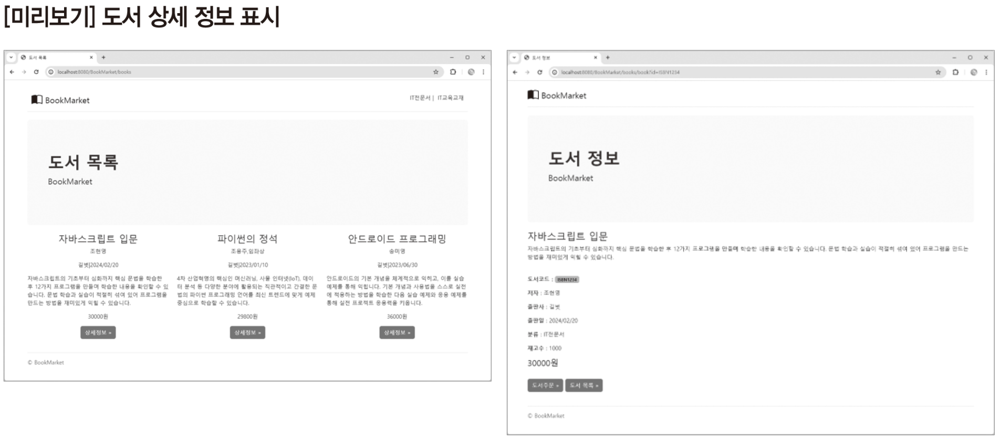 [미리보기] 도서 상세 정보 표시
도서 목록
localhost:8080/BookMarket/books
BookMarket
IT전문서 | IT교육교재
도서 목록
BookMarket
자바스크립트 입문
조현영
길벗|2024/02/20
자바스크립트의 기초부터 심화까지 핵심 문법을 학습한
후 12가지 프로그램을 만들며 학습한 내용을 확인할 수 있
습니다. 문법 학습과 실습이 적절히 섞여 있어 프로그램을
만드는 방법을 재미있게 익힐 수 있습니다.
30000원
상세정보 »
파이썬의 정석
조용주,임좌상
길벗|2023/01/10
4차 산업혁명의 핵심인 머신러닝, 사물 인터넷(IoT), 데이
터 분석 등 다양한 분야에 활용되는 직관적이고 간결한 문
법의 파이썬 프로그래밍 언어를 최신 트렌드에 맞게 예제
중심으로 학습할 수 있습니다.
29800원
상세정보 »
안드로이드 프로그래밍
송미영
길벗|2023/06/30
안드로이드의 기본 개념을 체계적으로 익히고, 이를 실습
예제를 통해 익힙니다. 기본 개념과 사용법을 스스로 실전
에 적용하는 방법을 학습한 다음 실습 예제와 응용 예제를
통해 실전 프로젝트 응용력을 키웁니다.
36000원
상세정보 »
© BookMarket
도서 정보
localhost:8080/BookMarket/books/book?id=ISBN1234
BookMarket
도서 정보
BookMarket
자바스크립트 입문
자바스크립트의 기초부터 심화까지 핵심 문법을 학습한 후 12가지 프로그램을 만들며 학습한 내용을 확인할 수 있습니다. 문법 학습과 실습이 적절히 섞여 있어 프로그램을 만드는
방법을 재미있게 익힐 수 있습니다.
도서코드 : ISBN1234
저자 : 조현영
출판사 : 길벗
출판일 : 2024/02/20
분류 : IT전문서
재고수 : 1000
30000원
도서주문 » 도서 목록 »
© BookMarket